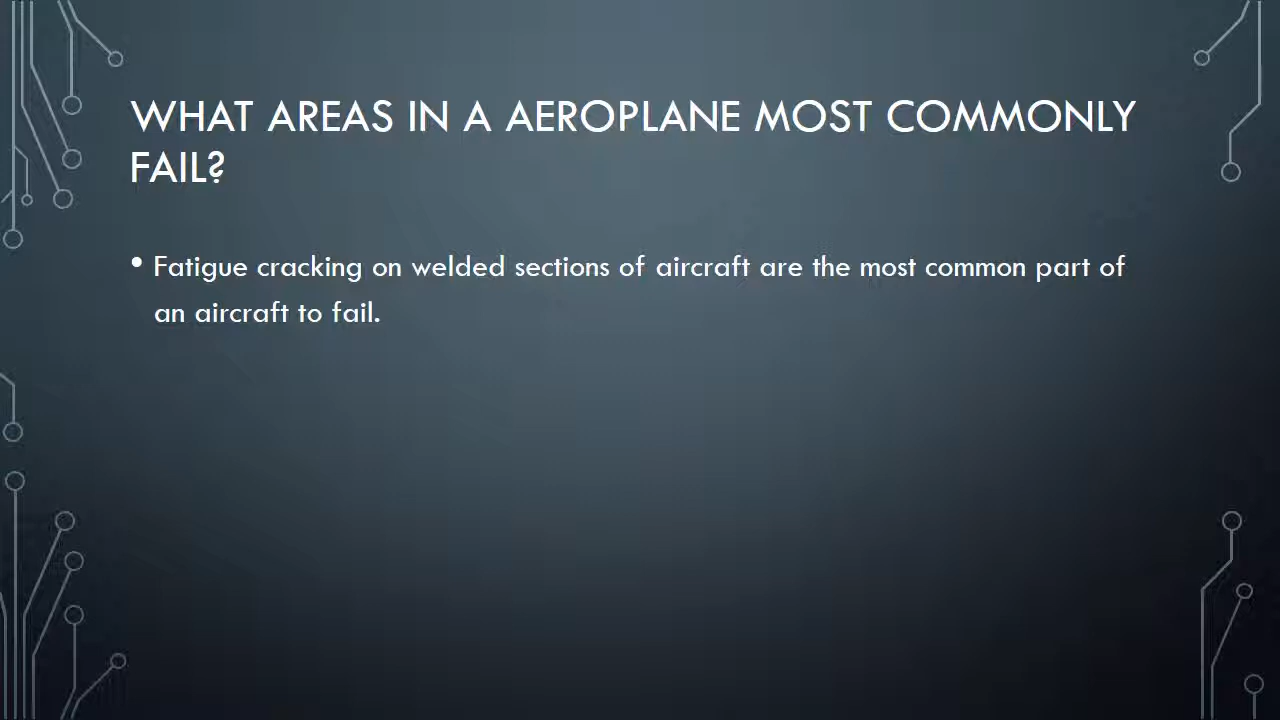 WHAT AREAS IN A AEROPLANE MOST COMMONLY
FAIL?
• Fatigue cracking on welded sections of aircraft are the most common part of
an aircraft to fail.